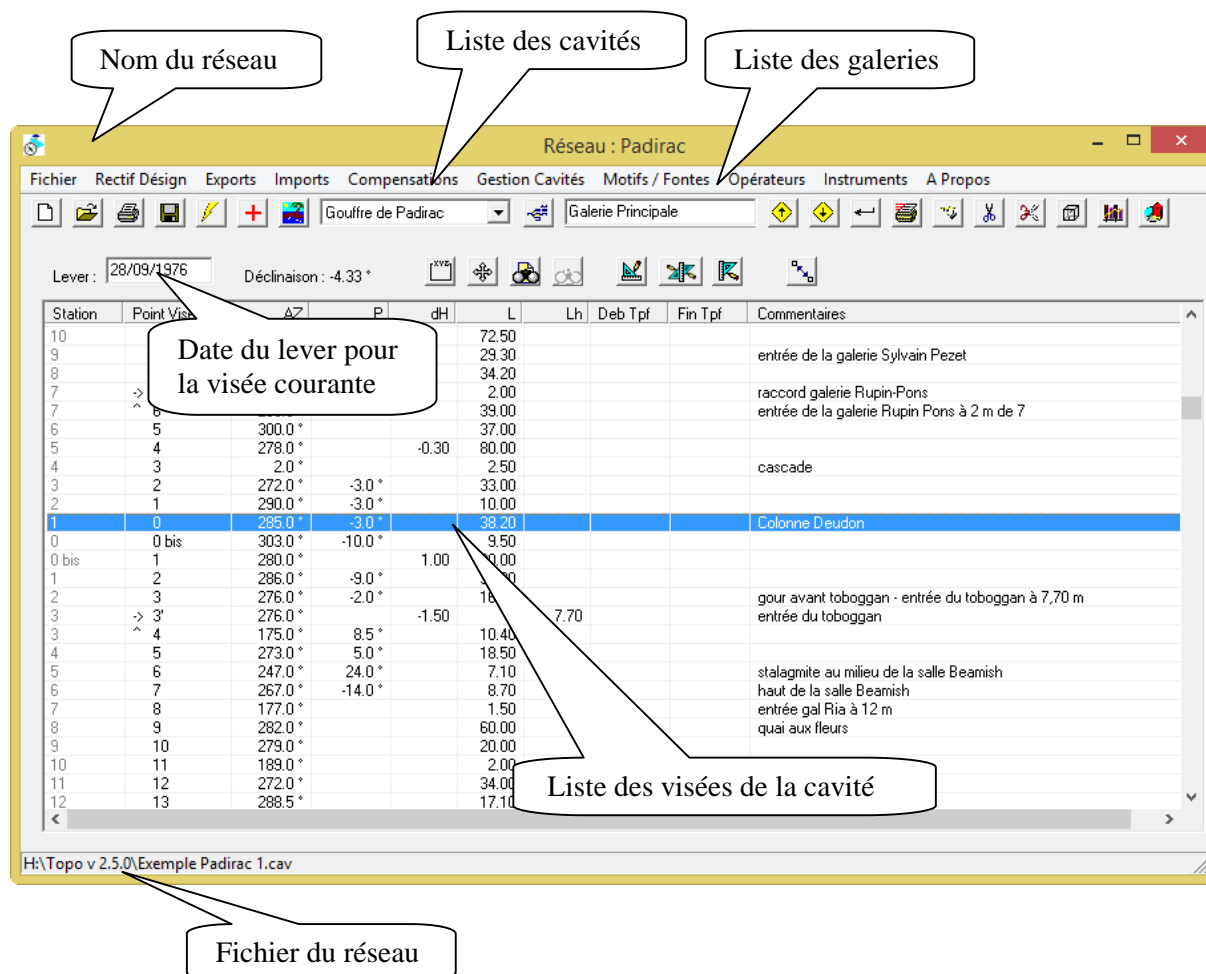 Nom du réseau
Liste des cavités
Liste des galeries
Réseau : Padirac
Fichier Rectif Désign Exports Imports Compensations Gestion Cavités Motifs / Fontes Opérateurs Instruments A Propos
Gouffre de Padirac Galerie Principale
Lever : 28/09/1976 Déclinaison : -4.33 °
Station Point Visé AZ P dH L Lh Deb Tpf Fin Tpf Commentaires
10 72.50
9 29.30 entrée de la galerie Sylvain Pezet
8 34.20
7 -> 2.00 raccord galerie Rupin-Pons
7 ^ 6 39.00 entrée de la galerie Rupin Pons à 2 m de 7
6 5 300.0 ° 37.00
5 4 278.0 ° -0.30 80.00
4 3 2.0 ° 2.50 cascade
3 2 272.0 ° -3.0 ° 33.00
2 1 290.0 ° -3.0 ° 10.00
1 0 285.0 ° -3.0 ° 38.20 Colonne Deudon
0 0 bis 303.0 ° -10.0 ° 9.50
0 bis 1 280.0 ° 1.00
1 2 286.0 ° -9.0 °
2 3 276.0 ° -2.0 ° gour avant toboggan - entrée du toboggan à 7,70 m
3 -> 3' 276.0 ° -1.50 7.70 entrée du toboggan
3 ^ 4 175.0 ° 8.5 ° 10.40
4 5 273.0 ° 5.0 ° 18.50
5 6 247.0 ° 24.0 ° 7.10 stalagmite au milieu de la salle Beamish
6 7 267.0 ° -14.0 ° 8.70 haut de la salle Beamish
7 8 177.0 ° 1.50 entrée gal Ria à 12 m
8 9 282.0 ° 60.00 quai aux fleurs
9 10 279.0 ° 20.00
10 11 189.0 ° 2.00
11 12 272.0 ° 34.00
12 13 288.5 ° 17.10
Date du lever pour
la visée courante
Liste des visées de la cavité
H:\Topo v 2.5.0\Exemple Padirac 1.cav
Fichier du réseau